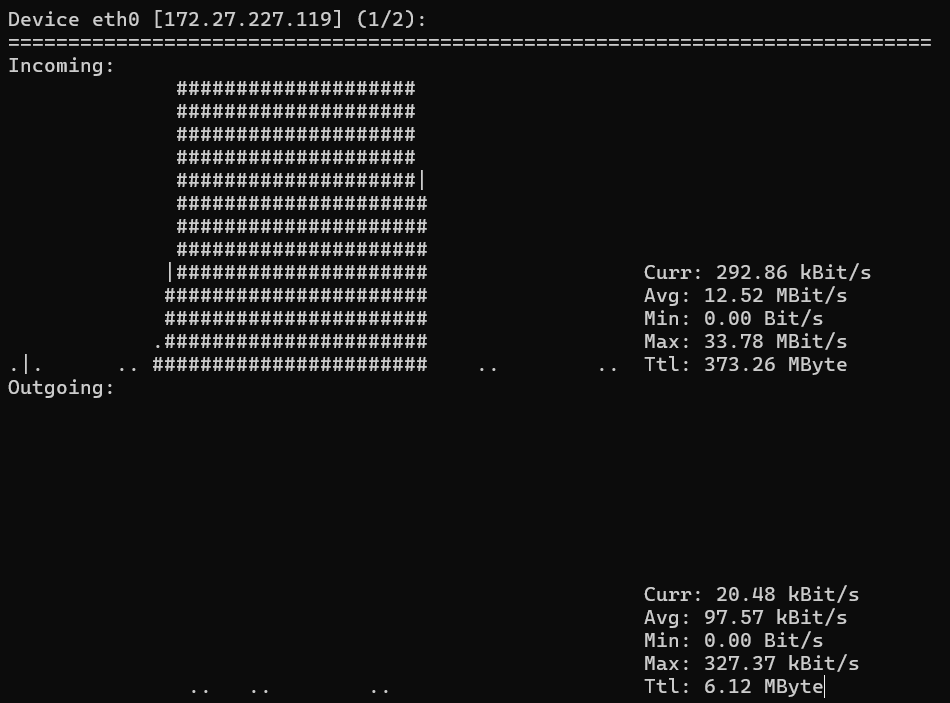 Device eth0 [172.27.227.119] (1/2):
=============================================================================
Incoming:
              ####################
              ####################
              ####################
              ####################
              ####################|
              #####################
              #####################
              #####################
             |#####################                  Curr: 292.86 kBit/s
             ######################                  Avg: 12.52 MBit/s
             ######################                  Min: 0.00 Bit/s
            .######################                  Max: 33.78 MBit/s
.|.      .. #######################    ..        ..  Ttl: 373.26 MByte
Outgoing:
                                                     Curr: 20.48 kBit/s
                                                     Avg: 97.57 kBit/s
                                                     Min: 0.00 Bit/s
                                                     Max: 327.37 kBit/s
               ..   ..        ..                     Ttl: 6.12 MByte